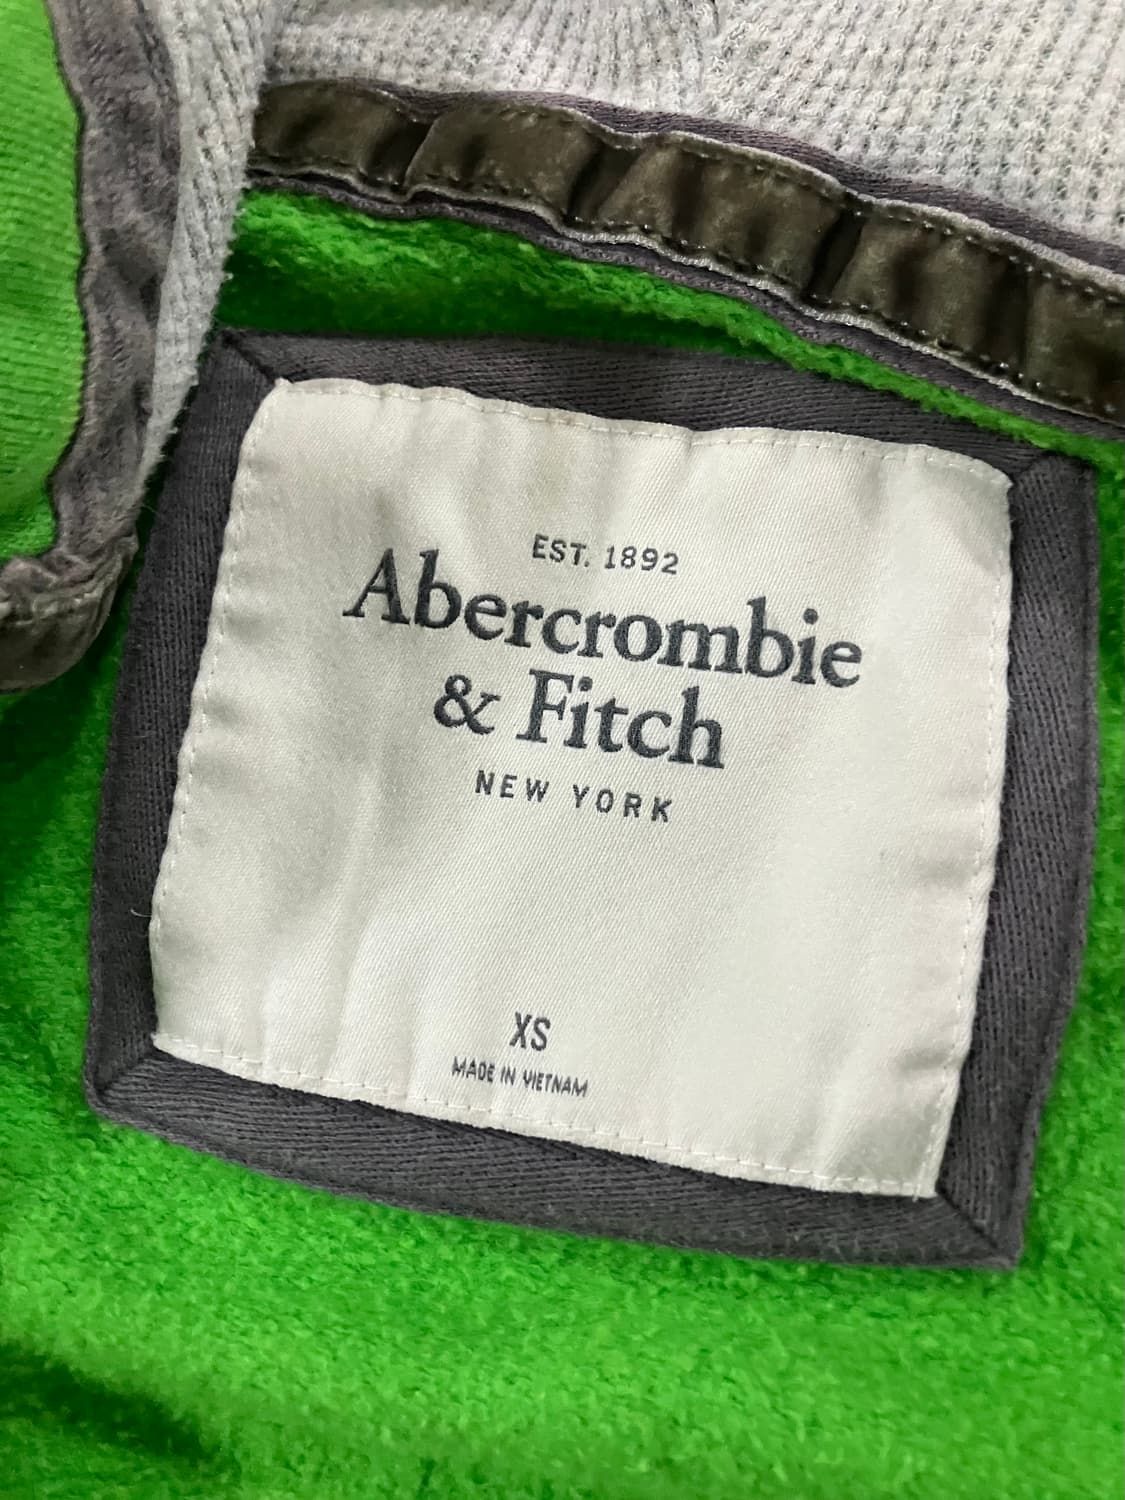 EST. 1892
Abercrombie
& Fitch
NEW YORK
XS
MADE IN VIETNAM